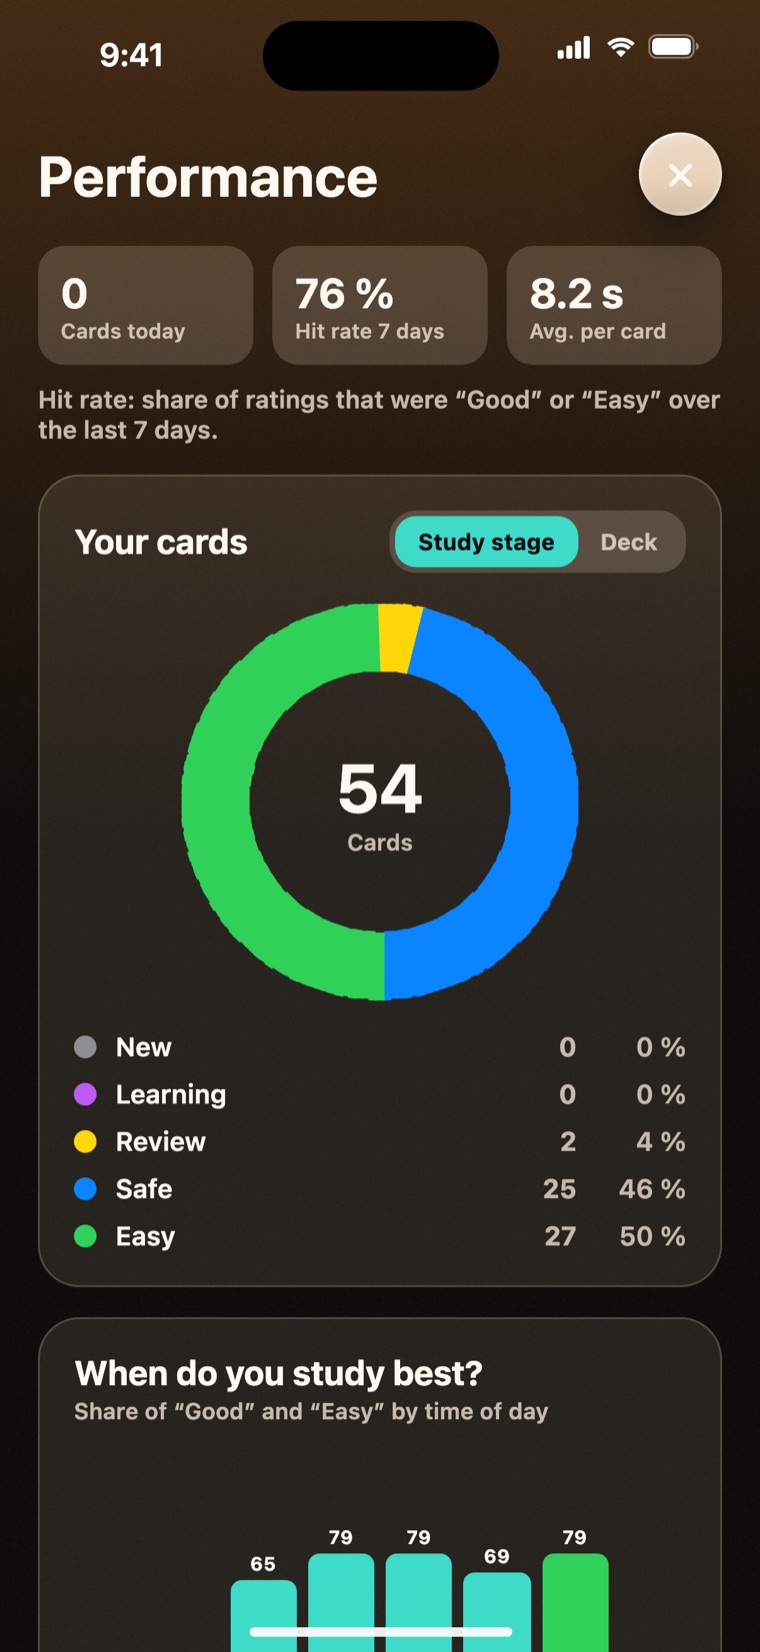 9:41
Performance
0
Cards today
76 %
Hit rate 7 days
8.2 s
Avg. per card
Hit rate: share of ratings that were “Good” or “Easy” over
the last 7 days.
Your cards
Study stage
Deck
54
Cards
New 0 0 %
Learning 0 0 %
Review 2 4 %
Safe 25 46 %
Easy 27 50 %
When do you study best?
Share of “Good” and “Easy” by time of day
65
79
79
69
79